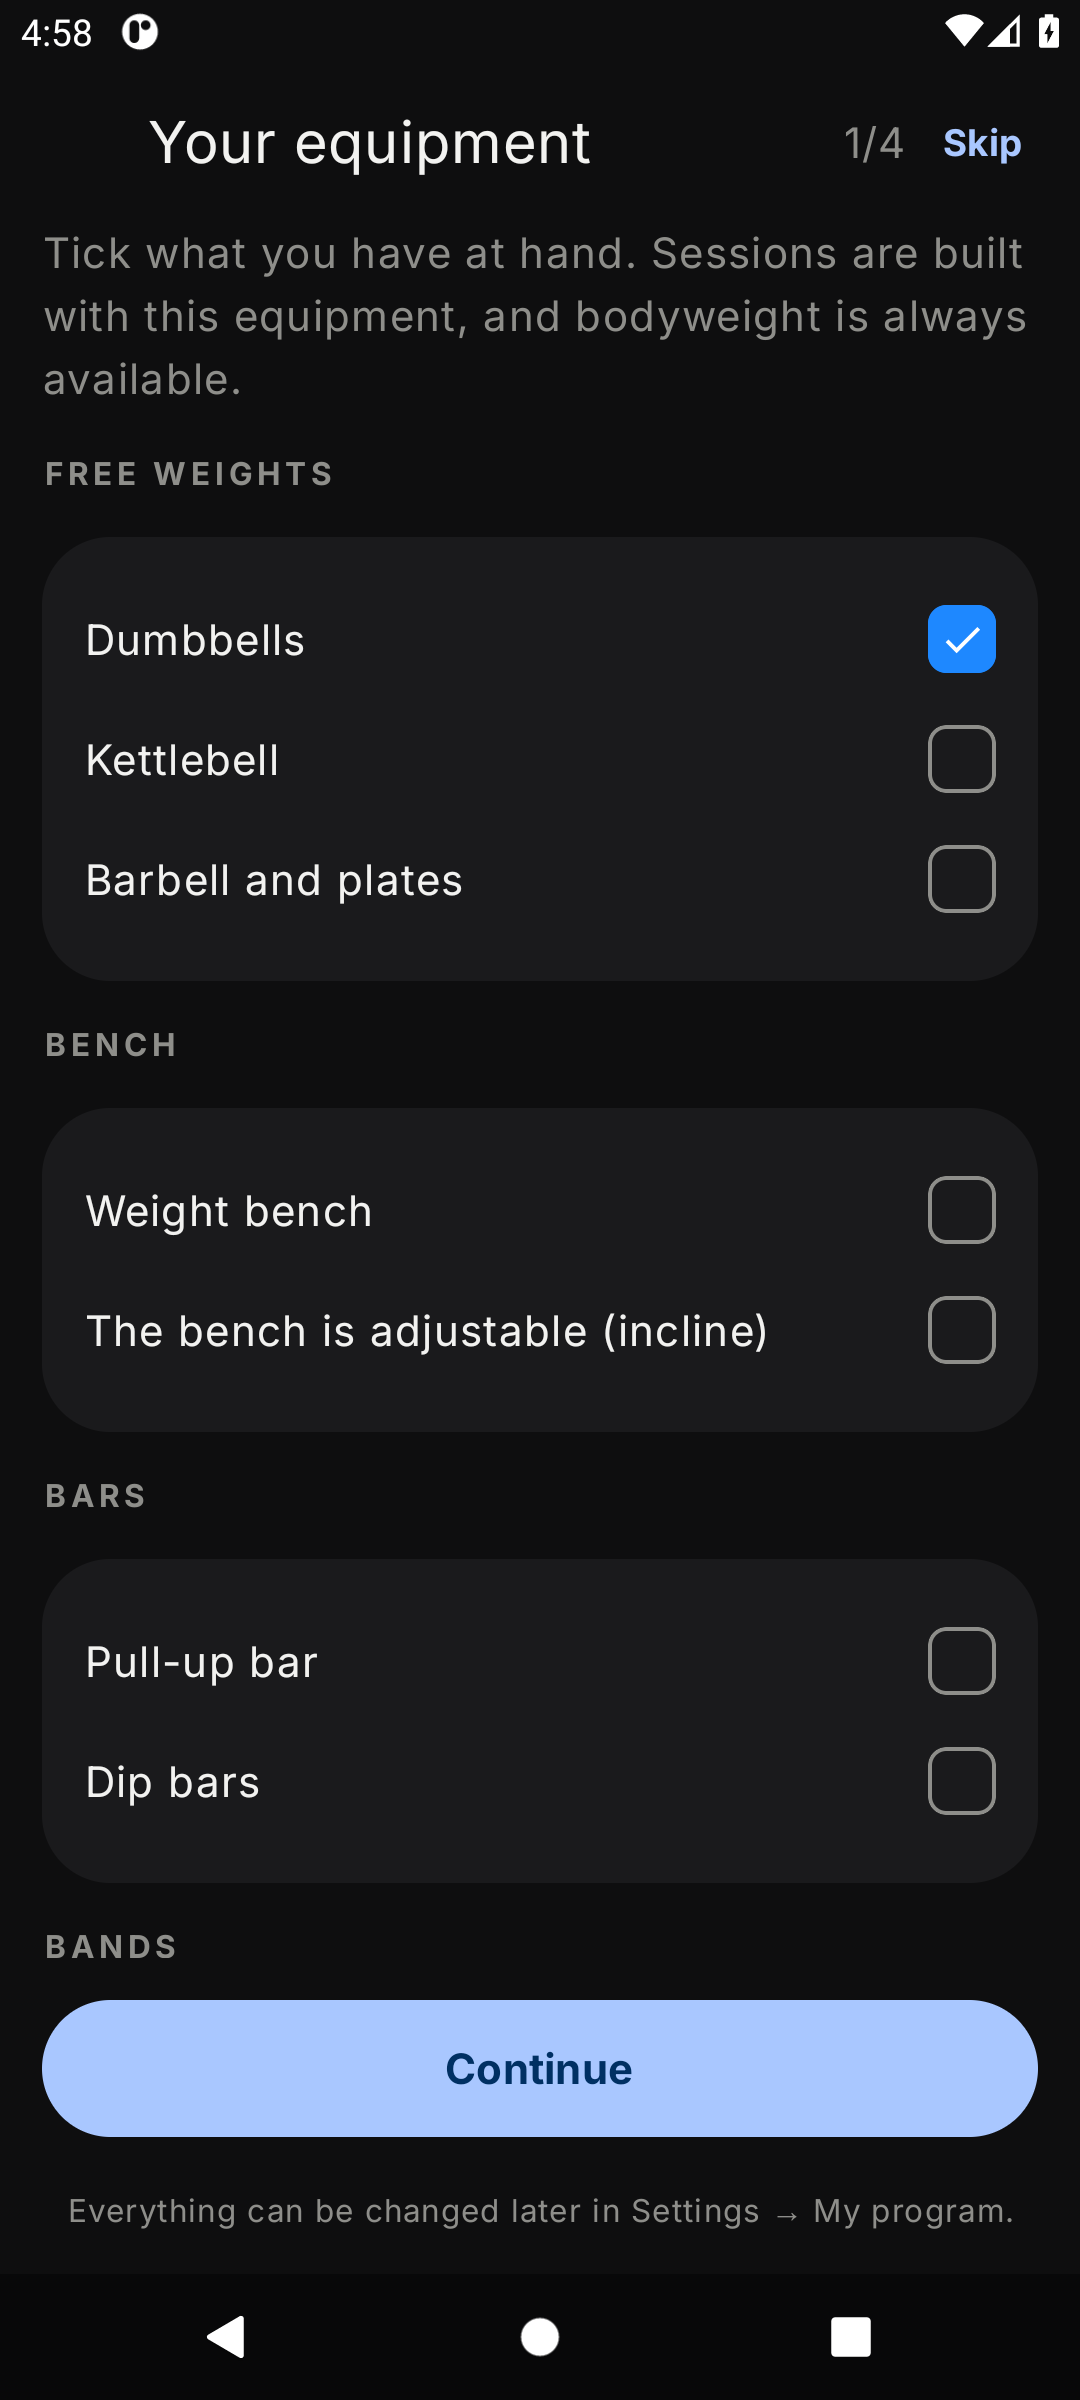 4:58
Your equipment
1/4
Skip
Tick what you have at hand. Sessions are built
with this equipment, and bodyweight is always
available.
FREE WEIGHTS
Dumbbells
Kettlebell
Barbell and plates
BENCH
Weight bench
The bench is adjustable (incline)
BARS
Pull-up bar
Dip bars
BANDS
Continue
Everything can be changed later in Settings → My program.